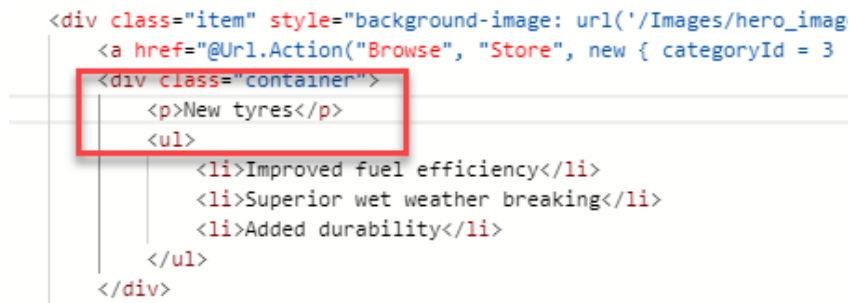 <div class="item" style="background-image: url('/Images/hero_imag
<a href="@Url.Action("Browse", "Store", new { categoryId = 3
<div class="container">
<p>New tyres</p>
<ul>
<li>Improved fuel efficiency</li>
<li>Superior wet weather breaking</li>
<li>Added durability</li>
</ul>
</div>